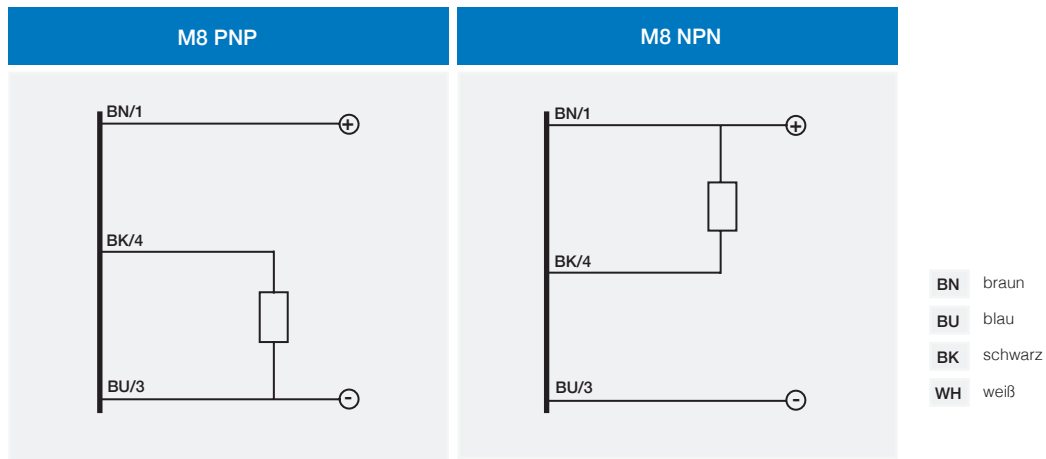 M8 PNP
BN/1
+
BK/4
BU/3
-
M8 NPN
BN/1
+
BK/4
BU/3
-
BN braun
BU blau
BK schwarz
WH weiß